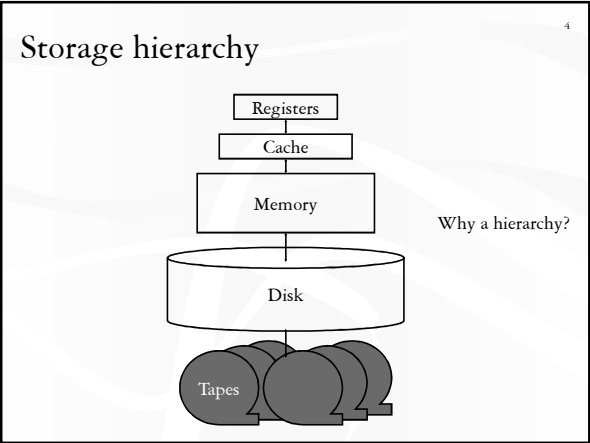 4
Storage hierarchy
Registers
Cache
Memory
Why a hierarchy?
Disk
Tapes